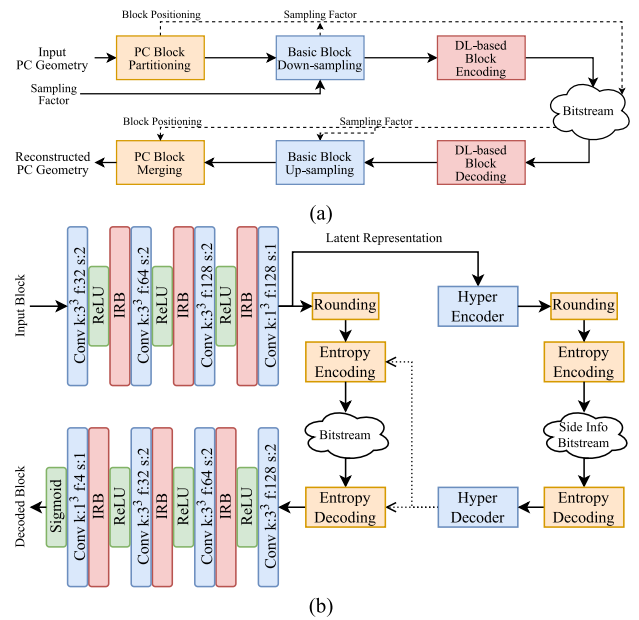 Block Positioning
Sampling Factor
Input
PC Geometry
PC Block
Partitioning
Basic Block
Down-sampling
DL-based
Block
Encoding
Sampling
Factor
Bitstream
Block Positioning
Sampling Factor
Reconstructed
PC Geometry
PC Block
Merging
Basic Block
Up-sampling
DL-based
Block
Decoding
(a)
Input Block
Conv k:3³ f:32 s:2
ReLU
IRB
Conv k:3³ f:64 s:2
ReLU
IRB
Conv k:3³ f:128 s:2
ReLU
IRB
Conv k:1³ f:128 s:1
Latent Representation
Rounding
Entropy
Encoding
Bitstream
Entropy
Decoding
Hyper
Encoder
Rounding
Entropy
Encoding
Side Info
Bitstream
Entropy
Decoding
Hyper
Decoder
Decoded Block
Sigmoid
Conv k:1³ f:4 s:1
IRB
ReLU
Conv k:3³ f:32 s:2
IRB
ReLU
Conv k:3³ f:64 s:2
IRB
ReLU
Conv k:3³ f:128 s:2
(b)